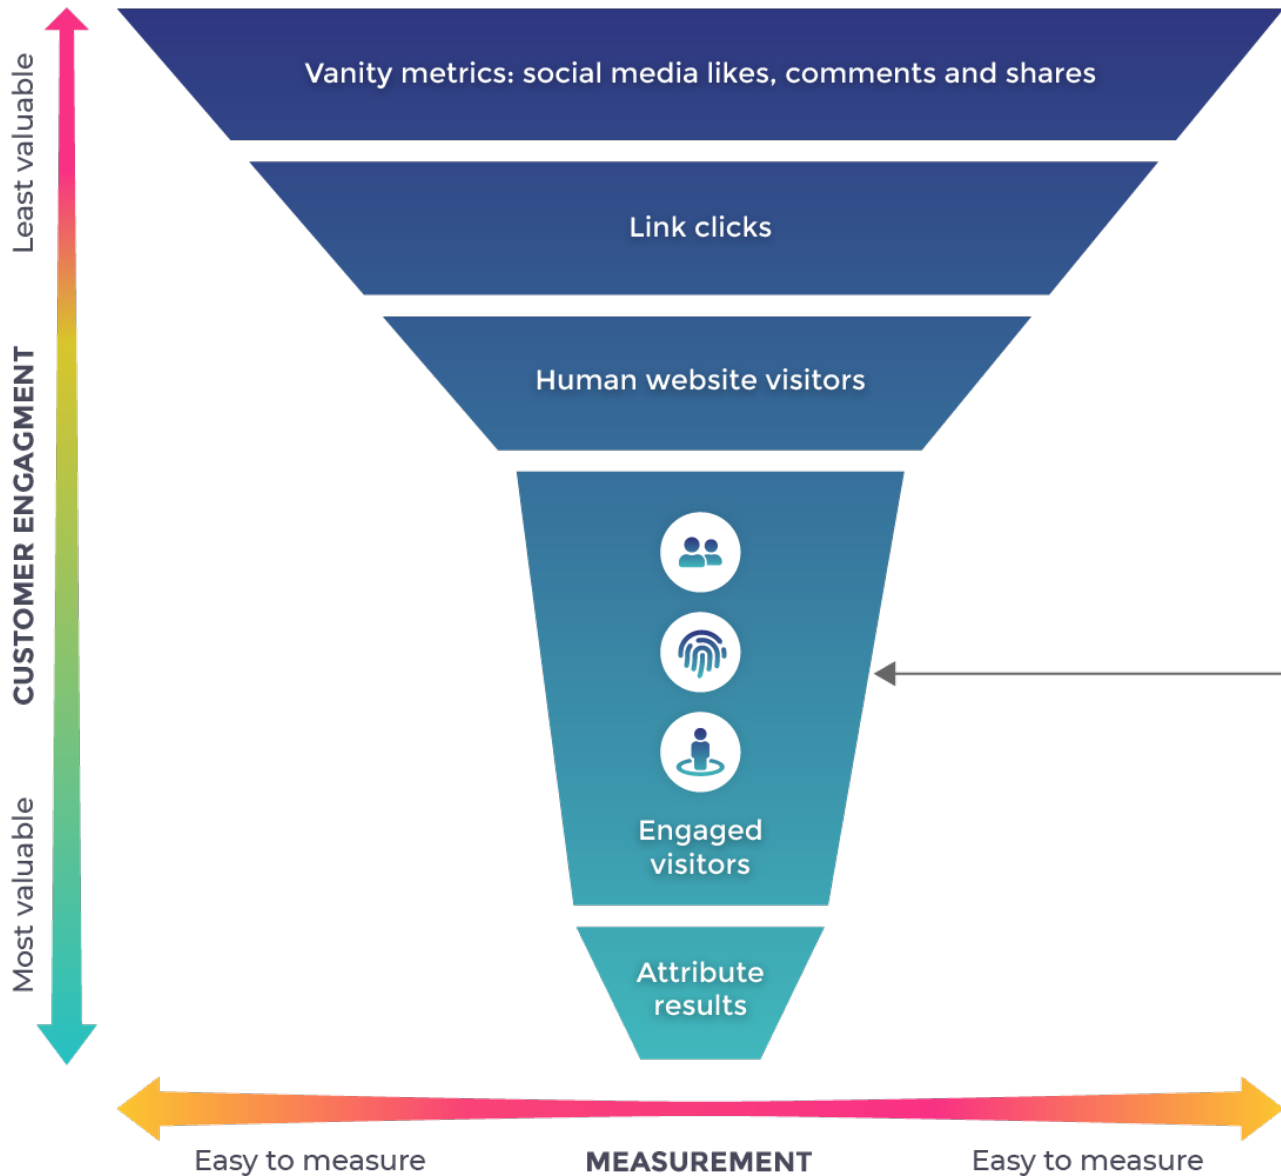 Least valuable
CUSTOMER ENGAGMENT
Most valuable
Vanity metrics: social media likes, comments and shares
Link clicks
Human website visitors
Engaged
visitors
Attribute
results
Easy to measure
MEASUREMENT
Easy to measure